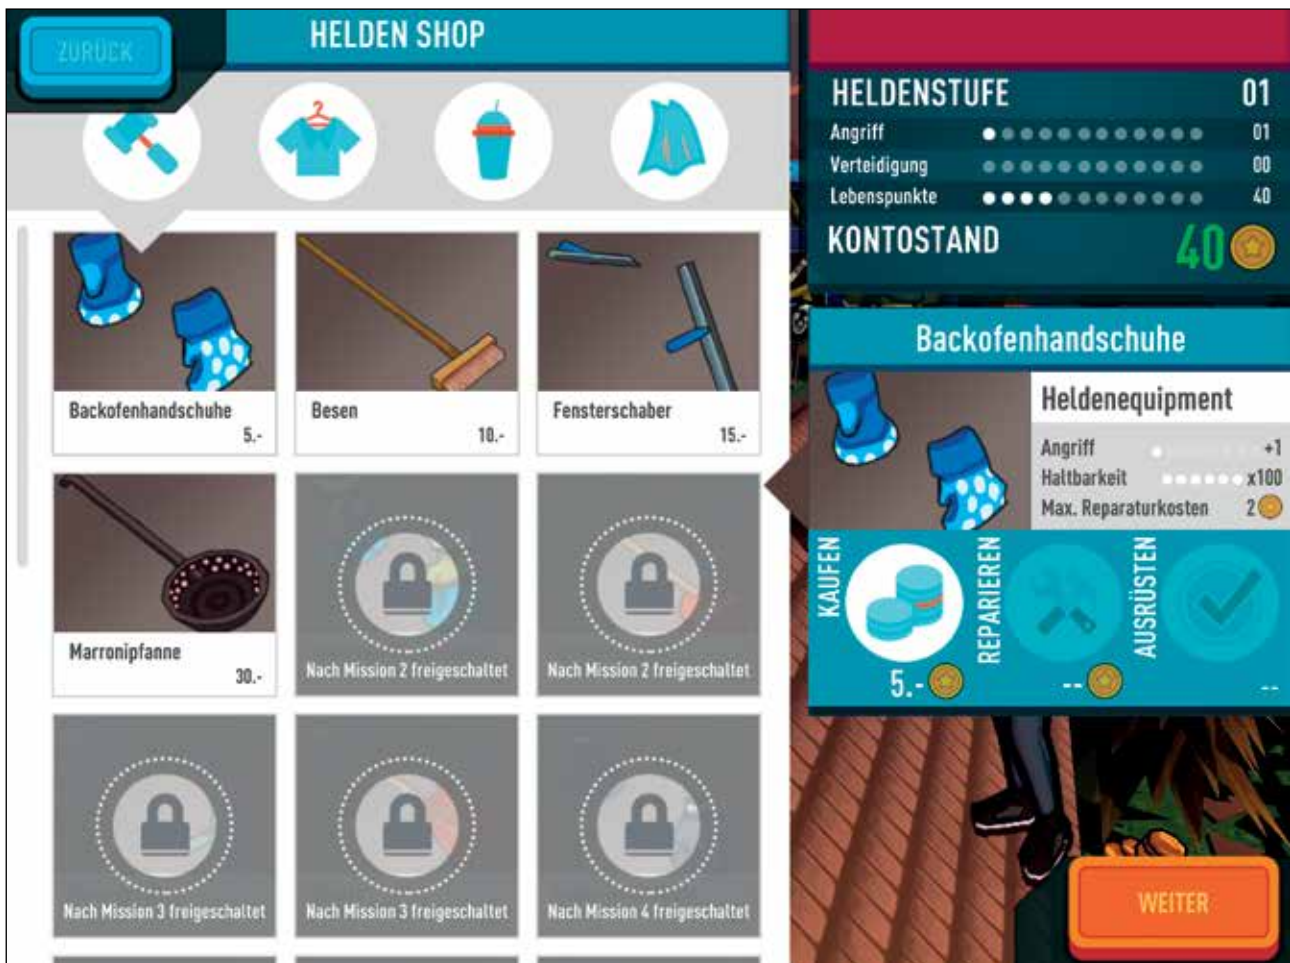 ZURÜCK
HELDEN SHOP
Backofenhandschuhe
5.-
Besen
10.-
Fensterschaber
15.-
Marronipfanne
30.-
Nach Mission 2 freigeschaltet
Nach Mission 2 freigeschaltet
Nach Mission 3 freigeschaltet
Nach Mission 3 freigeschaltet
Nach Mission 4 freigeschaltet
HELDENSTUFE 01
Angriff 01
Verteidigung 00
Lebenspunkte 40
KONTOSTAND 40
Backofenhandschuhe
Heldenequipment
Angriff +1
Haltbarkeit x100
Max. Reparaturkosten 2
KAUFEN
5.-
REPARIEREN
--
AUSRÜSTEN
--
WEITER